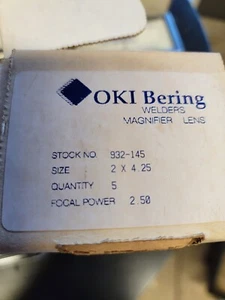 OKI Bering
WELDERS
MAGNIFIER LENS
STOCK NO. 932-145
SIZE 2 X 4.25
QUANTITY 5
FOCAL POWER 2.50